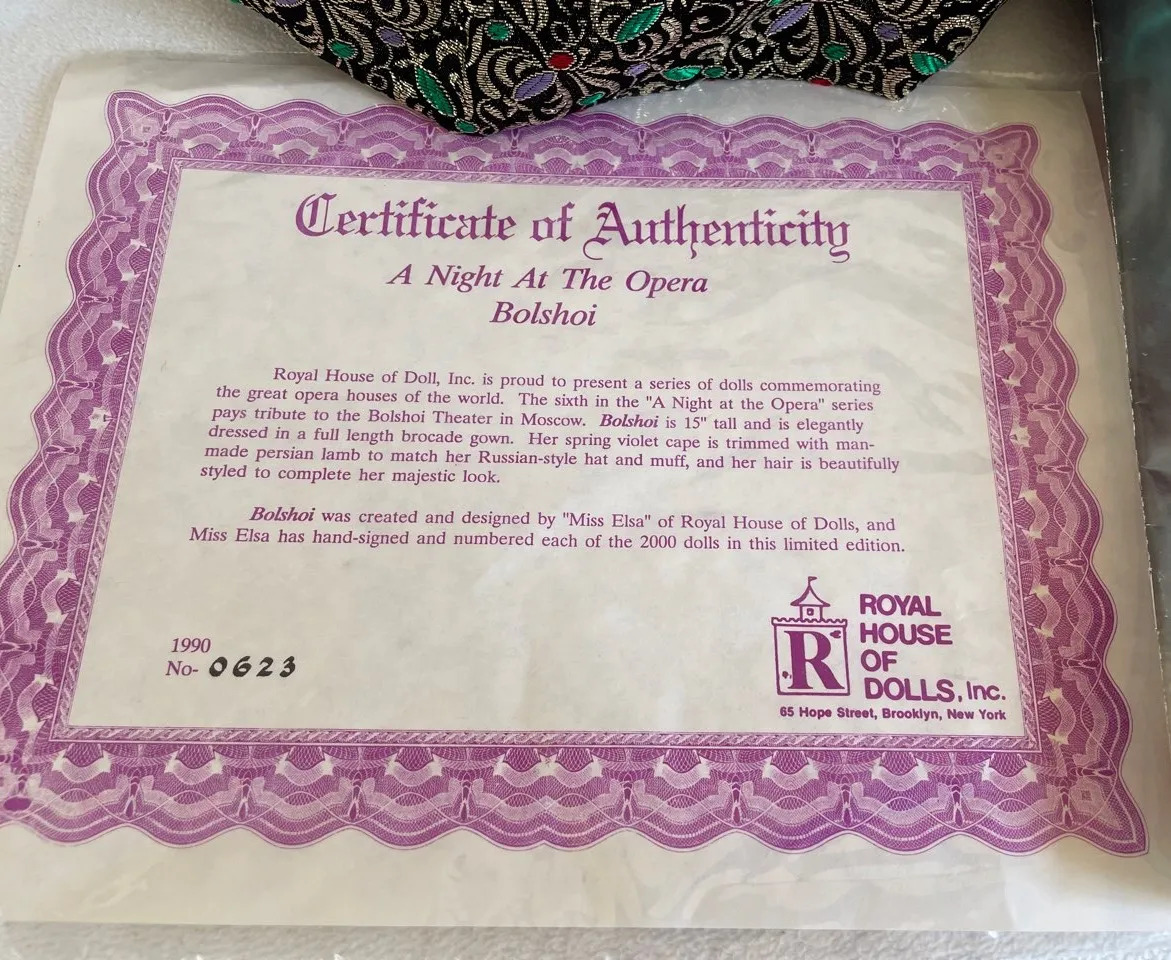 Certificate of Authenticity
A Night At The Opera
Bolshoi
Royal House of Doll, Inc. is proud to present a series of dolls commemorating
the great opera houses of the world. The sixth in the "A Night at the Opera" series
pays tribute to the Bolshoi Theater in Moscow. Bolshoi is 15" tall and is elegantly
dressed in a full length brocade gown. Her spring violet cape is trimmed with man-
made persian lamb to match her Russian-style hat and muff, and her hair is beautifully
styled to complete her majestic look.
Bolshoi was created and designed by "Miss Elsa" of Royal House of Dolls, and
Miss Elsa has hand-signed and numbered each of the 2000 dolls in this limited edition.
1990
No- 0623
R
ROYAL
HOUSE
OF
DOLLS, Inc.
65 Hope Street, Brooklyn, New York